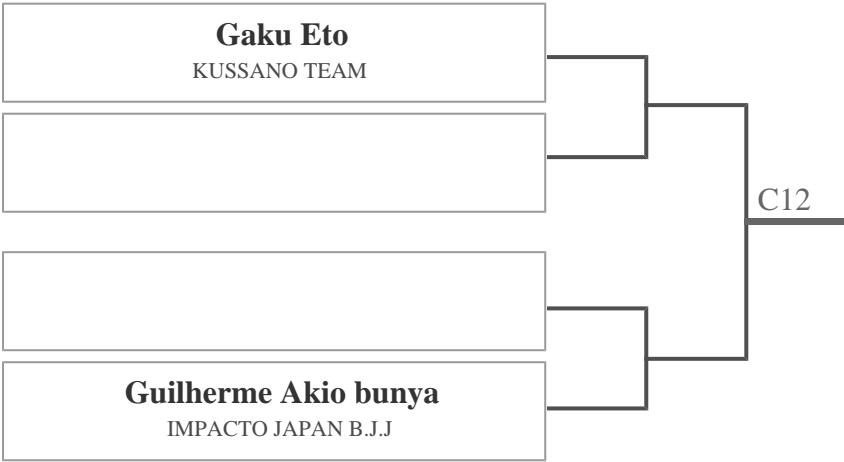 Gaku Eto
KUSSANO TEAM
C12
Guilherme Akio bunya
IMPACTO JAPAN B.J.J